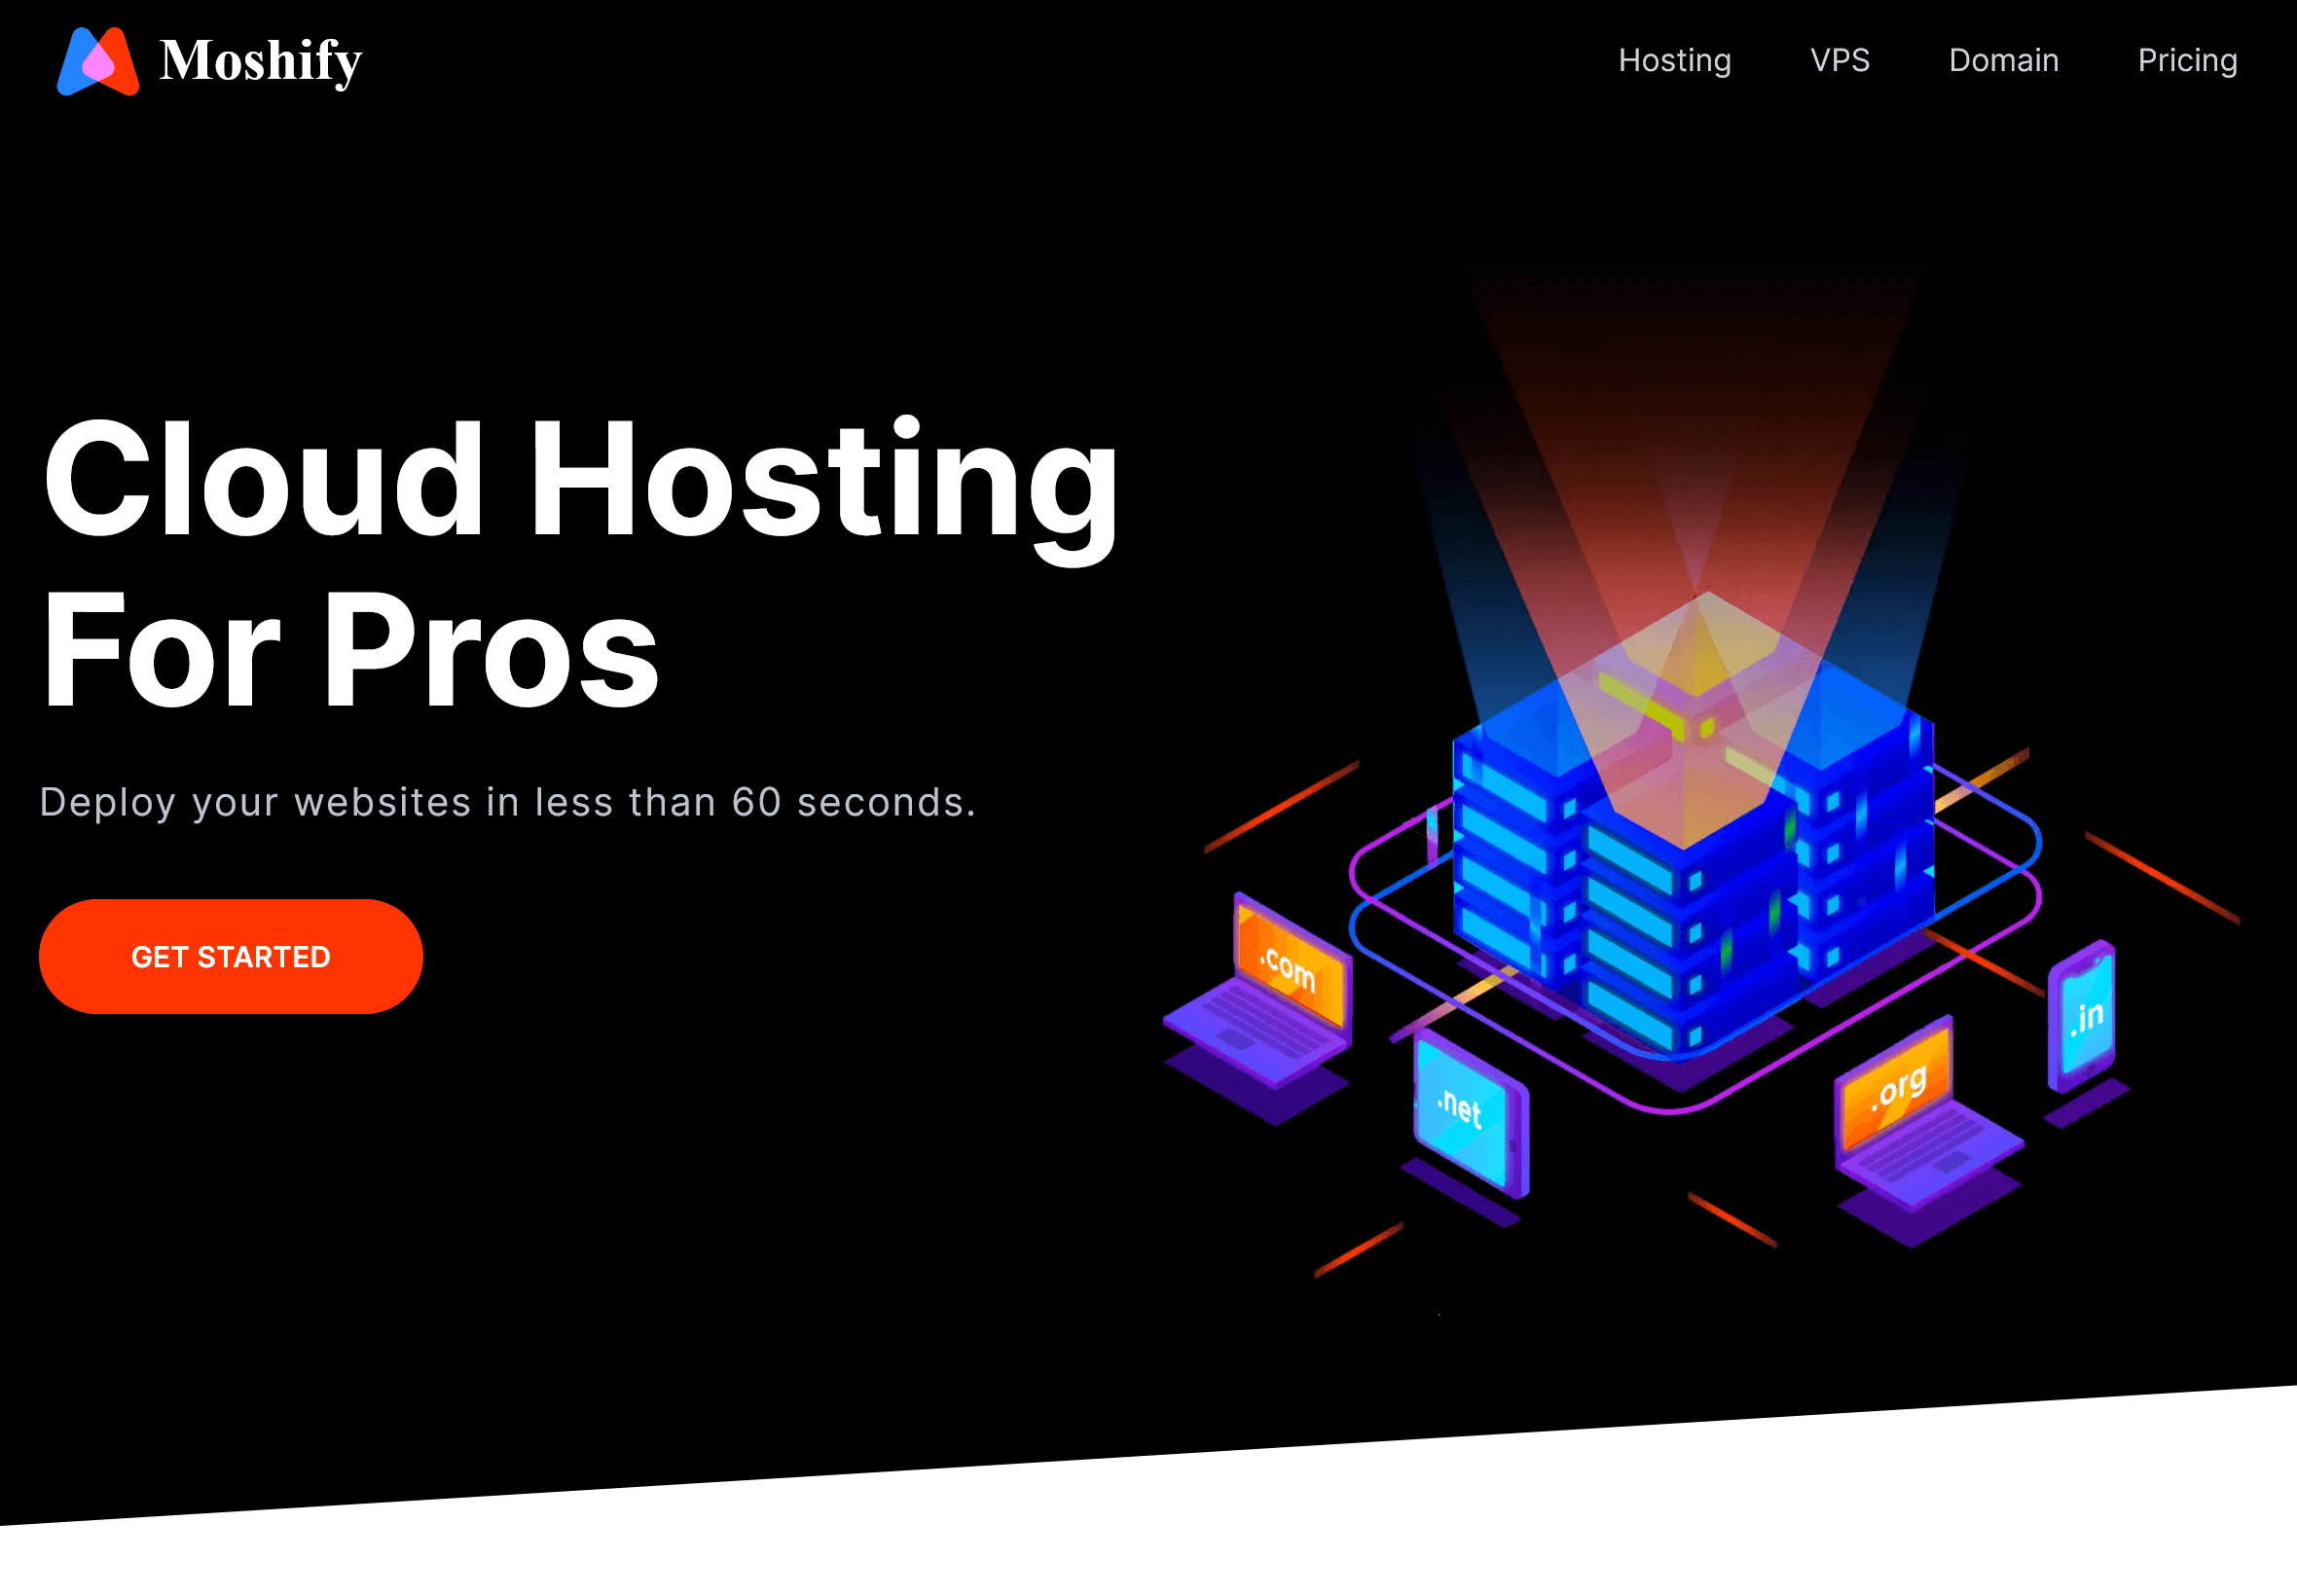 Moshify
Hosting
VPS
Domain
Pricing
Cloud Hosting
For Pros
Deploy your websites in less than 60 seconds.
GET STARTED
.com
.net
.org
.in